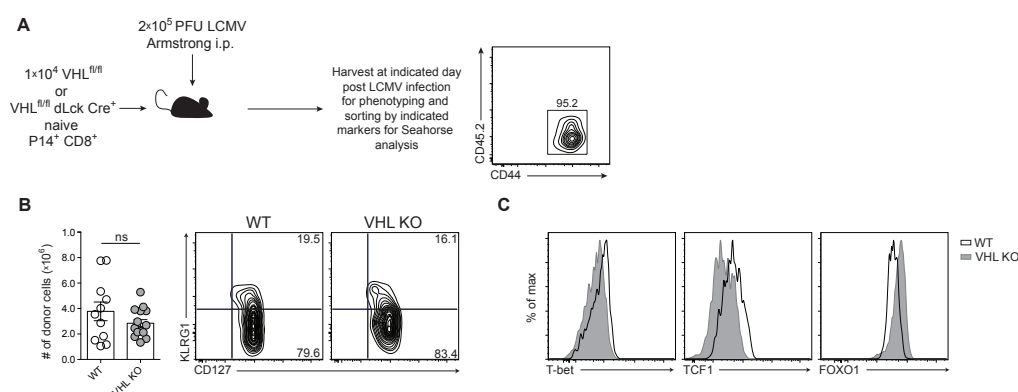 A
2×10⁵ PFU LCMV
Armstrong i.p.
1×10⁴ VHLᶠˡ/ᶠˡ
or
VHLᶠˡ/ᶠˡ dLck Cre⁺
naive
P14⁺ CD8⁺
Harvest at indicated day
post LCMV infection
for phenotyping and
sorting by indicated
markers for Seahorse
analysis
95.2
CD45.2
CD44
B
ns
# of donor cells (×10⁶)
1.0
8.0
6.0
4.0
2.0
0.0
WT
VHL KO
WT
VHL KO
19.5
16.1
79.6
83.4
KLRG1
CD127
C
WT
VHL KO
% of max
T-bet
TCF1
FOXO1